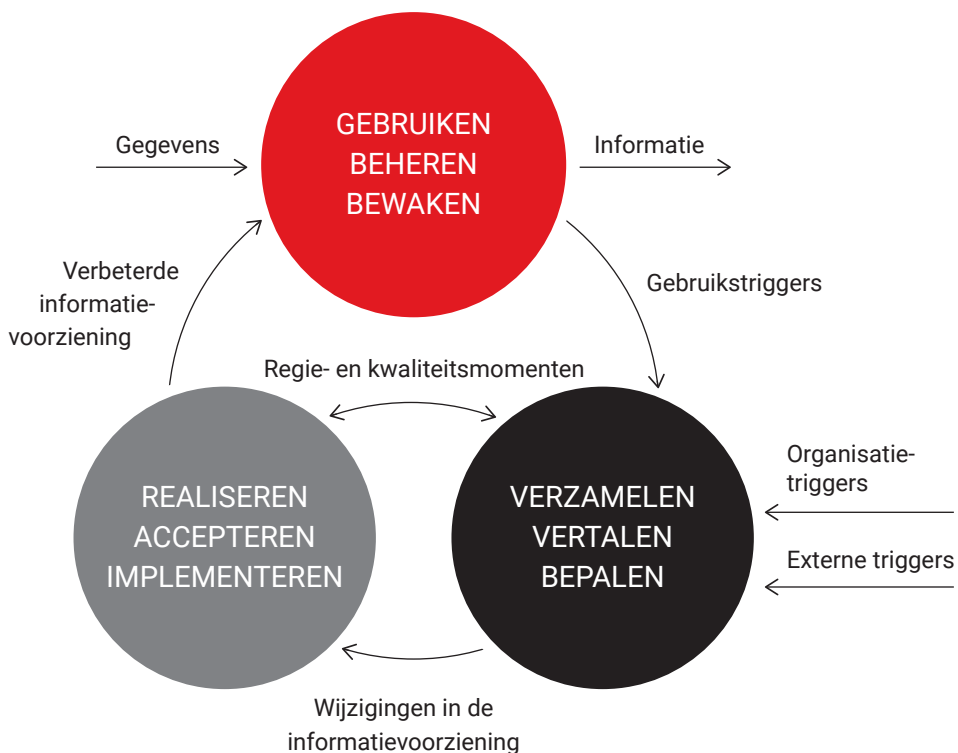 GEBRUIKEN
BEHEREN
BEWAKEN
Gegevens
Informatie
Verbeterde
informatie-
voorziening
Gebruikstriggers
Regie- en kwaliteitsmomenten
REALISEREN
ACCEPTEREN
IMPLEMENTEREN
VERZAMELEN
VERTALEN
BEPALEN
Organisatie-
triggers
Externe triggers
Wijzigingen in de
informatievoorziening